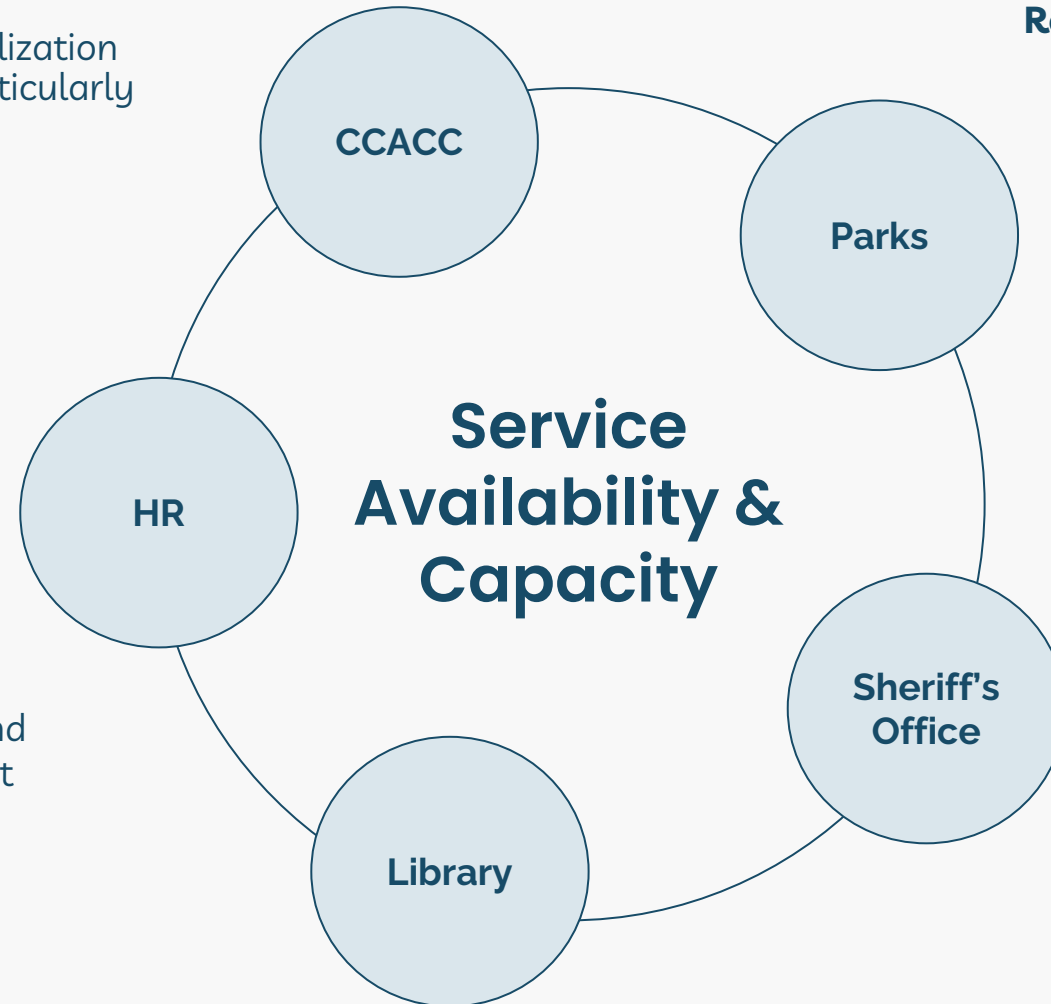 lization
ticularly
CCACC
Parks
HR
Service
Availability &
Capacity
Sheriff's
Office
nd
t
Library